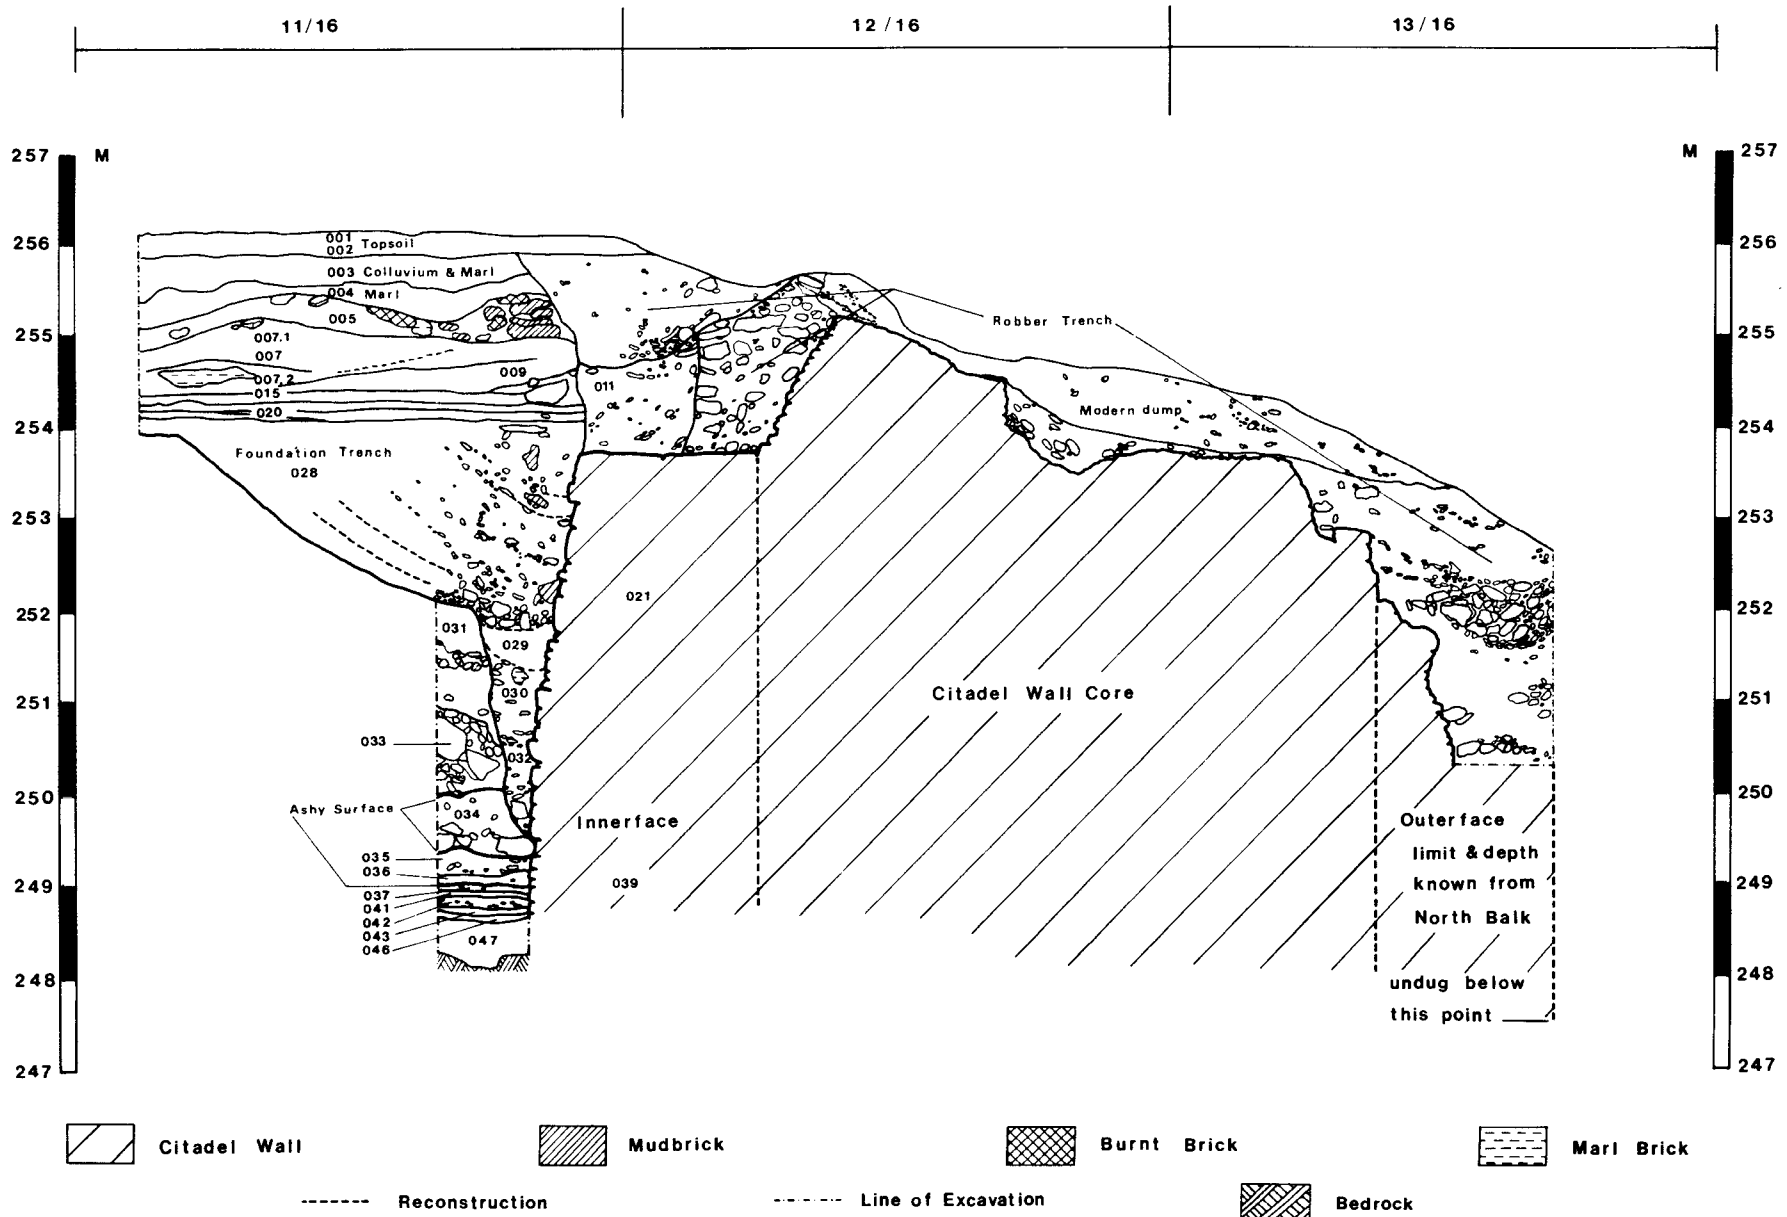 11/16 12/16 13/16
257 M M 257
256 256
255 255
254 254
253 253
252 252
251 251
250 250
249 249
248 248
247 247
001
002 Topsoil
003 Colluvium & Marl
004 Marl
005
007.1
007
007.2
009
011
015
020
Foundation Trench
028
Robber Trench
Modern dump
021
031
029
030
033
032
Citadel Wall Core
Ashy Surface
034
Innerface
035
036
037
041
042
043
046
047
039
Outerface
limit & depth
known from
North Balk
undug below
this point
Citadel Wall Mudbrick Burnt Brick Marl Brick
Reconstruction Line of Excavation Bedrock